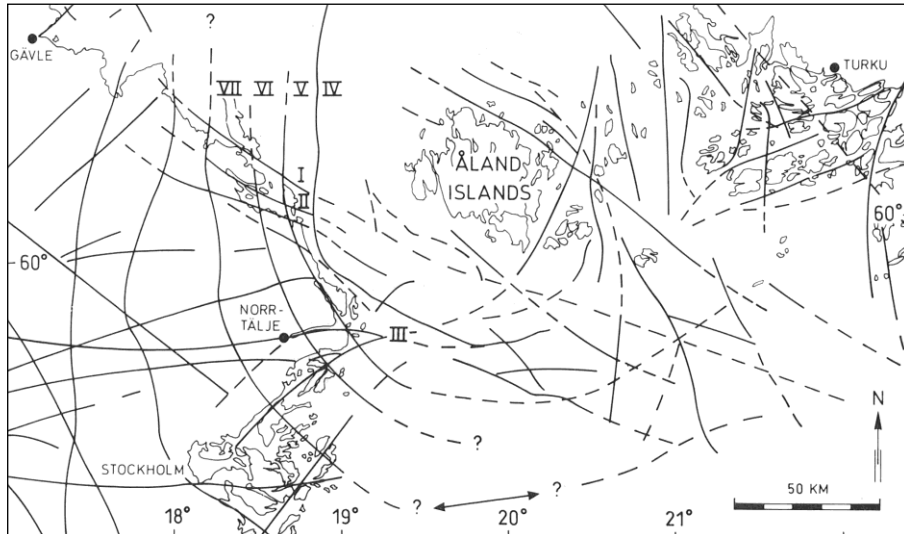 ?
GÄVLE
TURKU
VII VI V IV
ÅLAND
ISLANDS
I
II
60°
60°
NORR-
TÄLJE
III
N
?
STOCKHOLM
?
?
50 KM
18°
19°
20°
21°